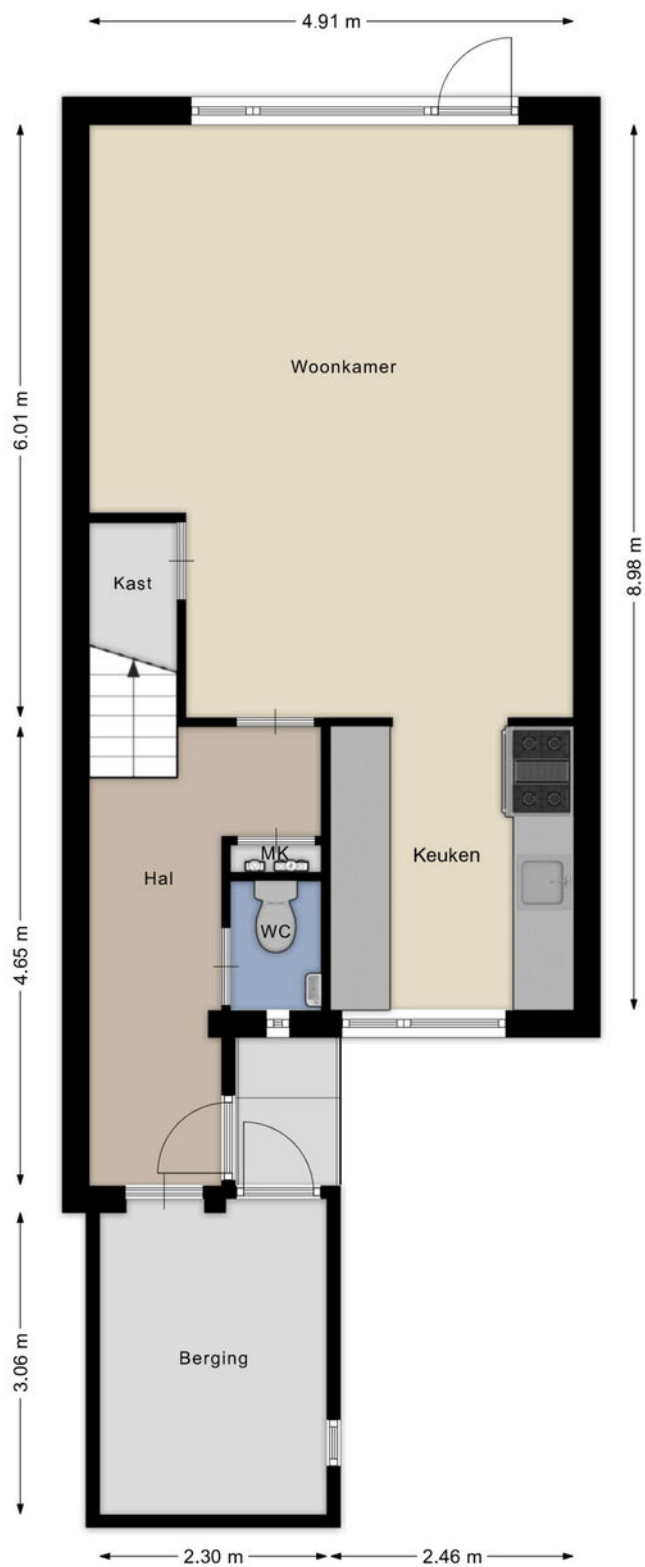 4.91 m
Woonkamer
6.01 m
8.98 m
Kast
MK
Keuken
Hal
WC
4.65 m
Berging
3.06 m
2.30 m
2.46 m